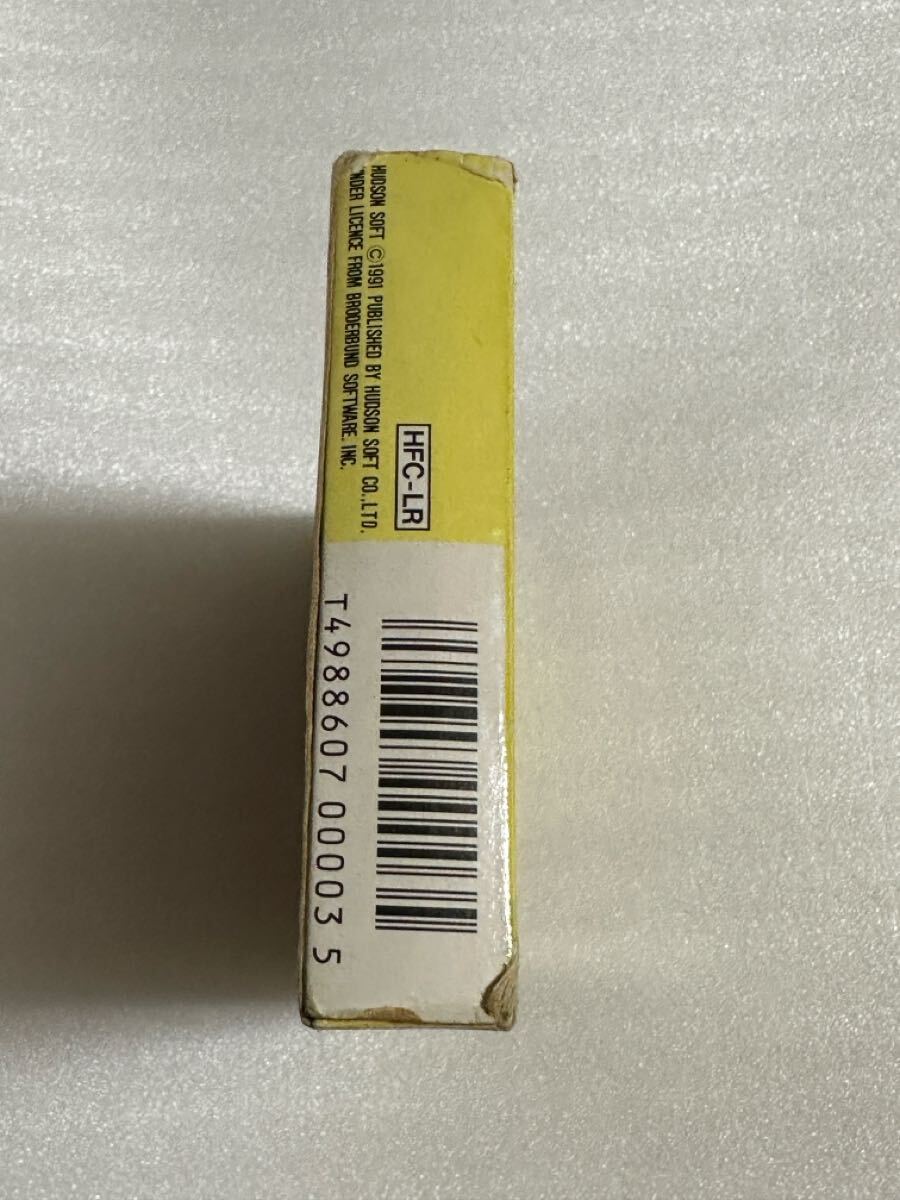 HUDSON SOFT ©1991 PUBLISHED BY HUDSON SOFT CO.,LTD.
NDER LICENCE FROM BRODERBUND SOFTWARE, INC.
HFC-LR
T4988607 00003 5